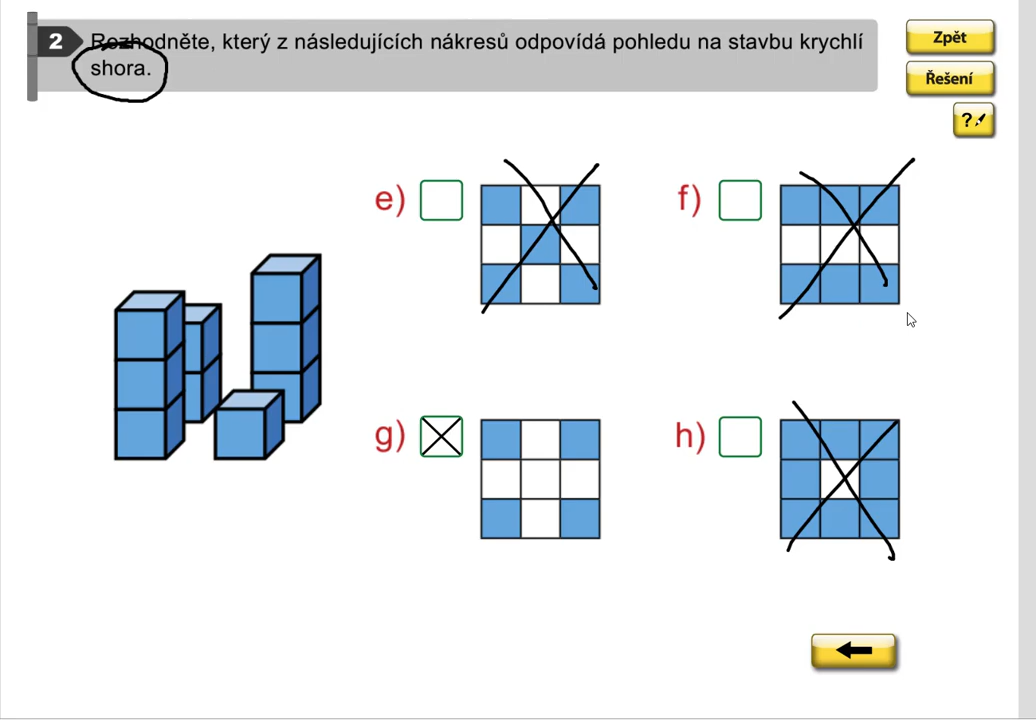 2 Rozhodněte, který z následujících nákresů odpovídá pohledu na stavbu krychlí
shora.
Zpět
Řešení
?
e)
f)
g)
h)